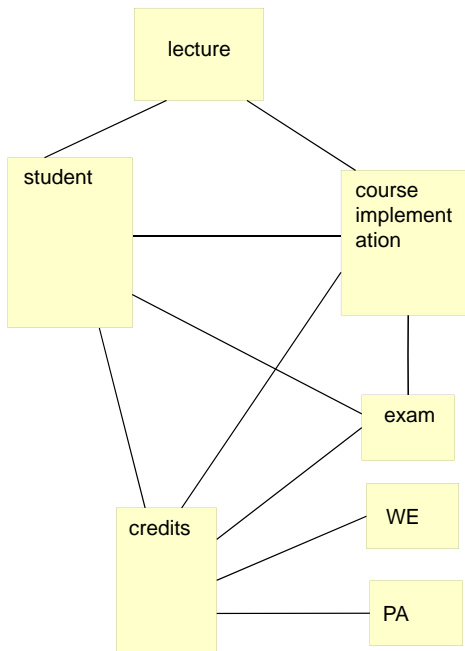 lecture
student
course
implement
ation
exam
WE
credits
PA